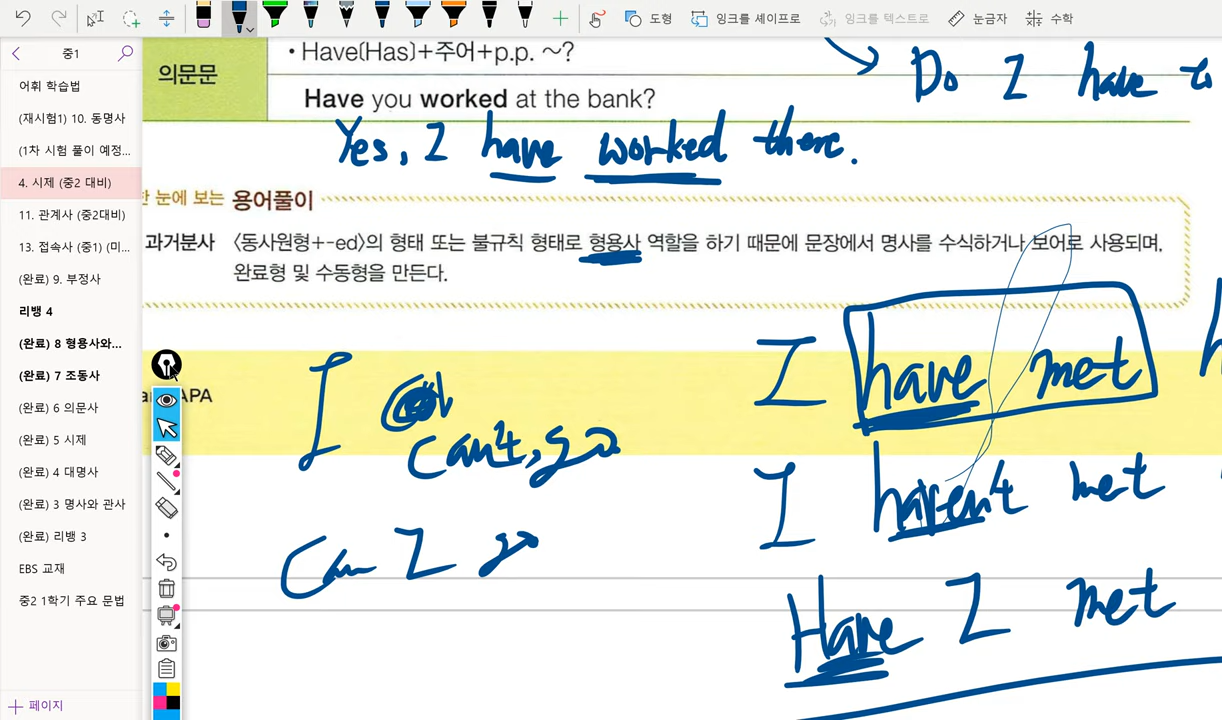 도형 잉크를 셰이프로 잉크를 텍스트로 눈금자 수학
중1
어휘 학습법
(재시험1) 10. 동명사
(1차 시험 풀이 예정...
4. 시제 (중2 대비)
11. 관계사 (중2대비)
13. 접속사 (중1) (미...
(완료) 9. 부정사
리뱅 4
(완료) 8 형용사와...
(완료) 7 조동사
(완료) 6 의문사
(완료) 5 시제
(완료) 4 대명사
(완료) 3 명사와 관사
(완료) 리뱅 3
EBS 교재
중2 1학기 주요 문법
페이지
의문문
• Have(Has)+주어+p.p. ~?
Have you worked at the bank?
Do I have to
Yes, I have worked there.
한 눈에 보는 용어풀이
과거분사 〈동사원형+-ed〉의 형태 또는 불규칙 형태로 형용사 역할을 하기 때문에 문장에서 명사를 수식하거나 보어로 사용되며,
완료형 및 수동형을 만든다.
APA
I can't go
Can I go
I have met
I haven't met
Have I met